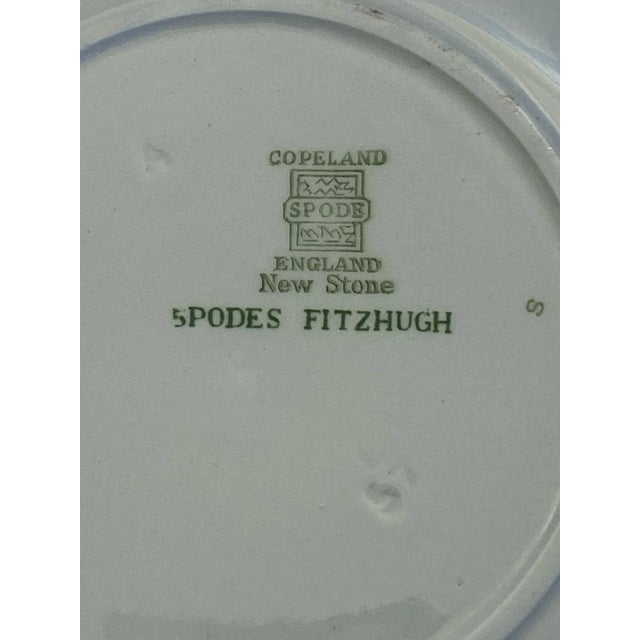 COPELAND
SPODE
ENGLAND
New Stone
SPODES FITZHUGH
S
A
S